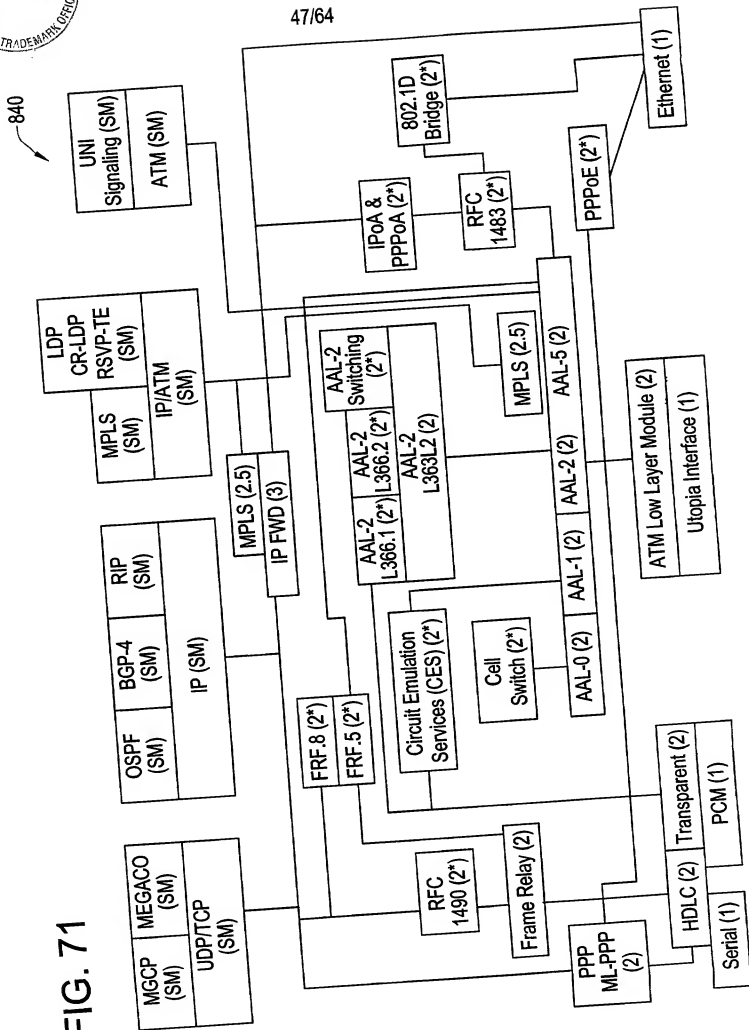 TRADEMARK OFFIC
47/64
FIG. 71
840
MGCP
(SM)
MEGACO
(SM)
UDP/TCP
(SM)
OSPF
(SM)
BGP-4
(SM)
RIP
(SM)
IP (SM)
MPLS
(SM)
LDP
CR-LDP
RSVP-TE
(SM)
IP/ATM
(SM)
UNI
Signaling (SM)
ATM (SM)
MPLS (2.5)
IP FWD (3)
FRF.8 (2*)
FRF.5 (2*)
AAL-2
L366.1 (2*)
AAL-2
L366.2 (2*)
AAL-2
Switching
(2*)
AAL-2
L363L2 (2)
IPoA &
PPPoA (2*)
802.1D
Bridge (2*)
RFC
1490 (2*)
Circuit Emulation
Services (CES) (2*)
MPLS (2.5)
RFC
1483 (2*)
Frame Relay (2)
Cell
Switch (2*)
AAL-0 (2)
AAL-1 (2)
AAL-2 (2)
AAL-5 (2)
PPPoE (2*)
Ethernet (1)
PPP
ML-PPP
(2)
HDLC (2)
Transparent (2)
Serial (1)
PCM (1)
ATM Low Layer Module (2)
Utopia Interface (1)